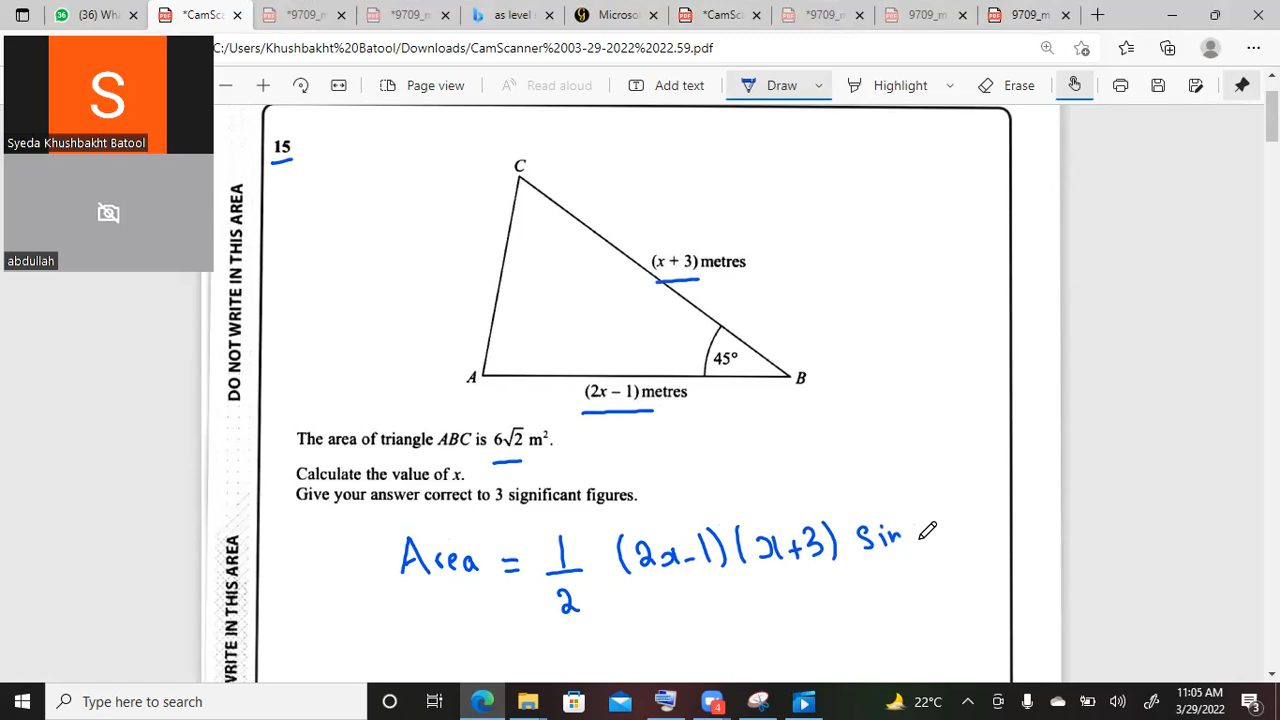 (36) Wha
*CamSc
*9709_m
*9709_m
as level
Microso
*CamSc
*9709_m
9709_m
9709_m
C:/Users/Khushbakht%20Batool/Downloads/CamScanner%2003-29-2022%2022.59.pdf
Page view
Read aloud
Add text
Draw
Highlight
Erase
S
Syeda Khushbakht Batool
abdullah
DO NOT WRITE IN THIS AREA
WRITE IN THIS AREA
15
C
(x + 3) metres
45°
A
B
(2x − 1) metres
The area of triangle ABC is 6√2 m².
Calculate the value of x.
Give your answer correct to 3 significant figures.
Area = 1/2 (2x-1)(x+3) Sin
Type here to search
4
22°C
11:05 AM
3/29/2022
3